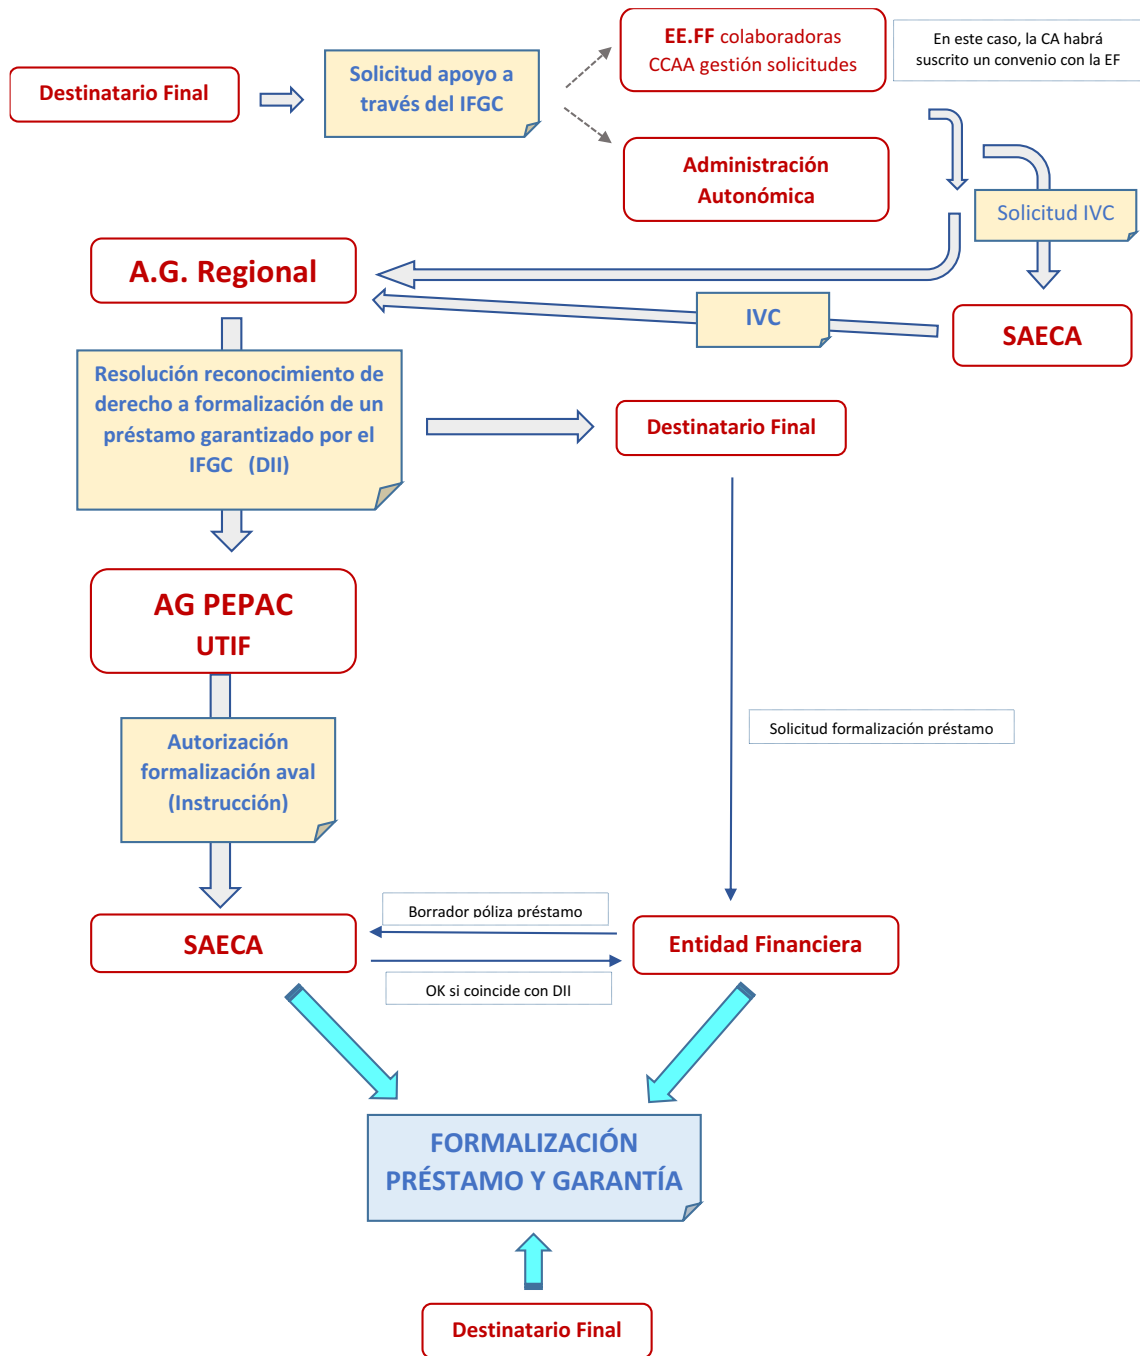 Destinatario Final
Solicitud apoyo a
través del IFGC
EE.FF colaboradoras
CCAA gestión solicitudes
En este caso, la CA habrá
suscrito un convenio con la EF
Administración
Autonómica
Solicitud IVC
A.G. Regional
IVC
SAECA
Resolución reconocimiento de
derecho a formalización de un
préstamo garantizado por el
IFGC (DII)
Destinatario Final
AG PEPAC
UTIF
Solicitud formalización préstamo
Autorización
formalización aval
(Instrucción)
Borrador póliza préstamo
SAECA
Entidad Financiera
OK si coincide con DII
FORMALIZACIÓN
PRÉSTAMO Y GARANTÍA
Destinatario Final